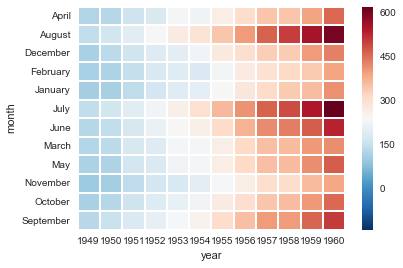 April
August
December
February
January
July
June
March
May
November
October
September
month
1949 1950 1951 1952 1953 1954 1955 1956 1957 1958 1959 1960
year
600
450
300
150
0